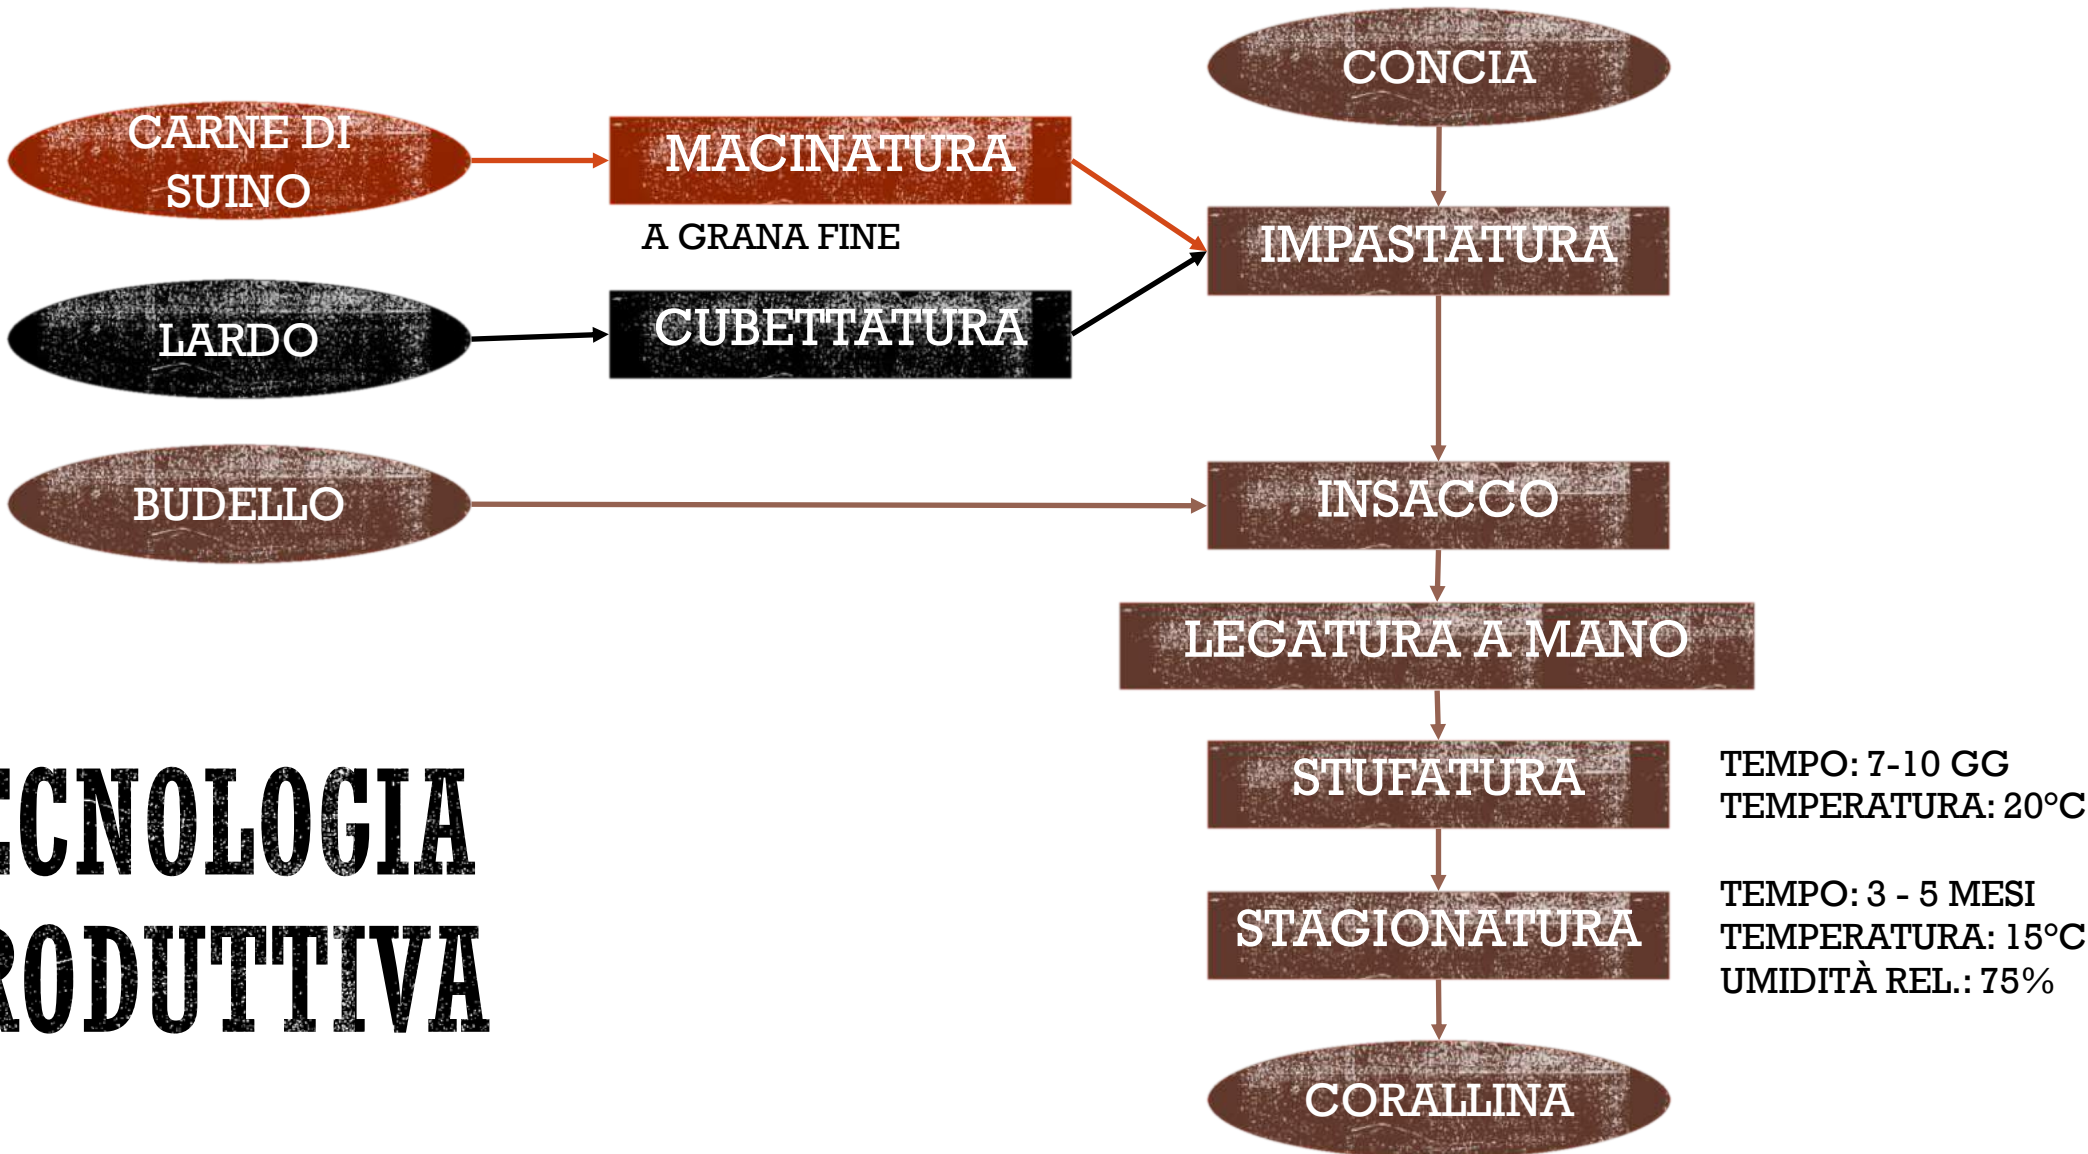 CONCIA
CARNE DI
SUINO
MACINATURA
A GRANA FINE
IMPASTATURA
LARDO
CUBETTATURA
BUDELLO
INSACCO
LEGATURA A MANO
STUFATURA
TEMPO: 7-10 GG
TEMPERATURA: 20°C
STAGIONATURA
TEMPO: 3 - 5 MESI
TEMPERATURA: 15°C
UMIDITÀ REL.: 75%
CORALLINA
ECNOLOGIA
RODUTTIVA